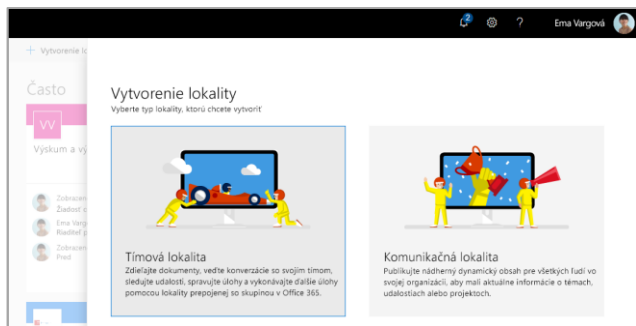 2
?
Ema Vargová
+ Vytvorenie lo
Často
Vytvorenie lokality
Vyberte typ lokality, ktorú chcete vytvoriť
VV
Výskum a vý
Zobrazen
Žiadosť c
Ema Varg
Riaditeľ p
Zobrazen
Pred
Tímová lokalita
Zdieľajte dokumenty, veďte konverzácie so svojím tímom,
sledujte udalosti, spravujte úlohy a vykonávajte ďalšie úlohy
pomocou lokality prepojenej so skupinou v Office 365.
Komunikačná lokalita
Publikujte nádherný dynamický obsah pre všetkých ľudí vo
svojej organizácii, aby mali aktuálne informácie o témach,
udalostiach alebo projektoch.